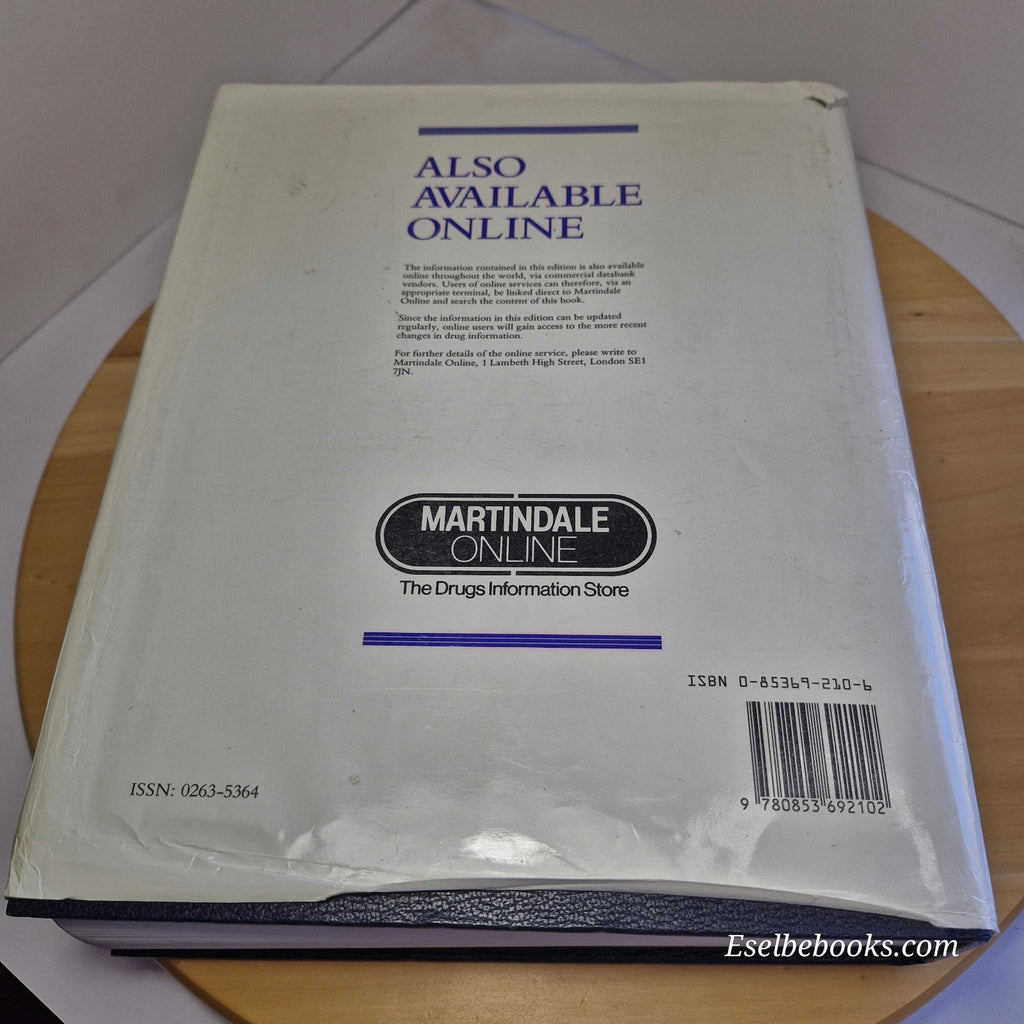 ALSO
AVAILABLE
ONLINE
The information contained in this edition is also available
online throughout the world, via commercial databank
vendors. Users of online services can therefore, via an
appropriate terminal, be linked direct to Martindale
Online and search the content of this book.
Since the information in this edition can be updated
regularly, online users will gain access to the more recent
changes in drug information.
For further details of the online service, please write to
Martindale Online, 1 Lambeth High Street, London SE1
7JN.
MARTINDALE
ONLINE
The Drugs Information Store
ISBN 0-85369-210-6
9 780853 692102
ISSN: 0263-5364
Eselbebooks.com